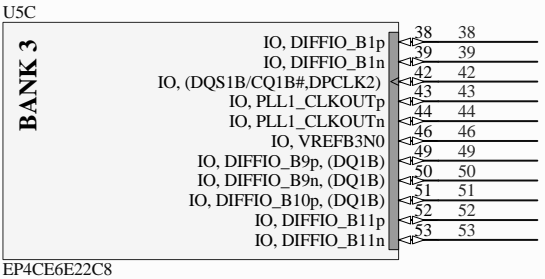 U5C
BANK 3
IO, DIFFIO_B1p 38 38
IO, DIFFIO_B1n 39 39
IO, (DQS1B/CQ1B#,DPCLK2) 42 42
IO, PLL1_CLKOUTp 43 43
IO, PLL1_CLKOUTn 44 44
IO, VREFB3N0 46 46
IO, DIFFIO_B9p, (DQ1B) 49 49
IO, DIFFIO_B9n, (DQ1B) 50 50
IO, DIFFIO_B10p, (DQ1B) 51 51
IO, DIFFIO_B11p 52 52
IO, DIFFIO_B11n 53 53
EP4CE6E22C8